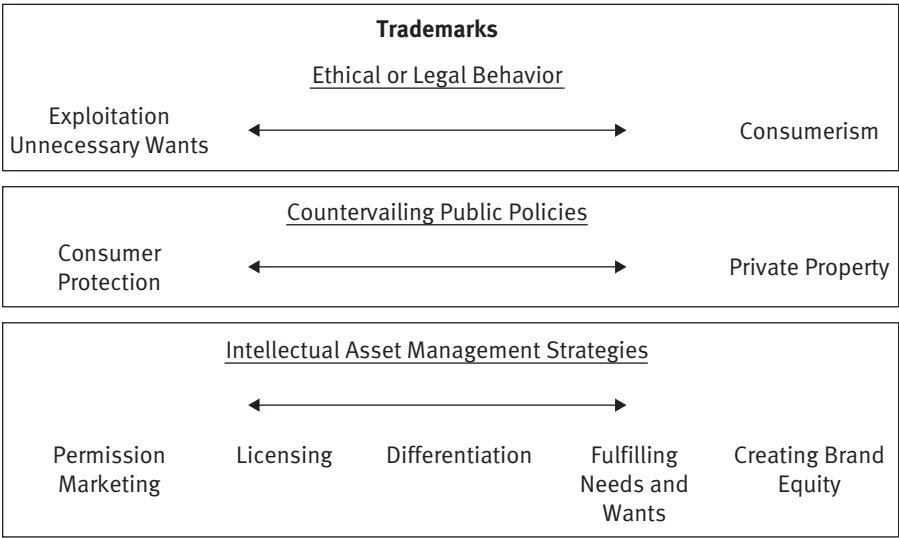 Trademarks
Ethical or Legal Behavior
Exploitation
Unnecessary Wants
Consumerism
Countervailing Public Policies
Consumer
Protection
Private Property
Intellectual Asset Management Strategies
Permission
Marketing
Licensing
Differentiation
Fulfilling
Needs and
Wants
Creating Brand
Equity